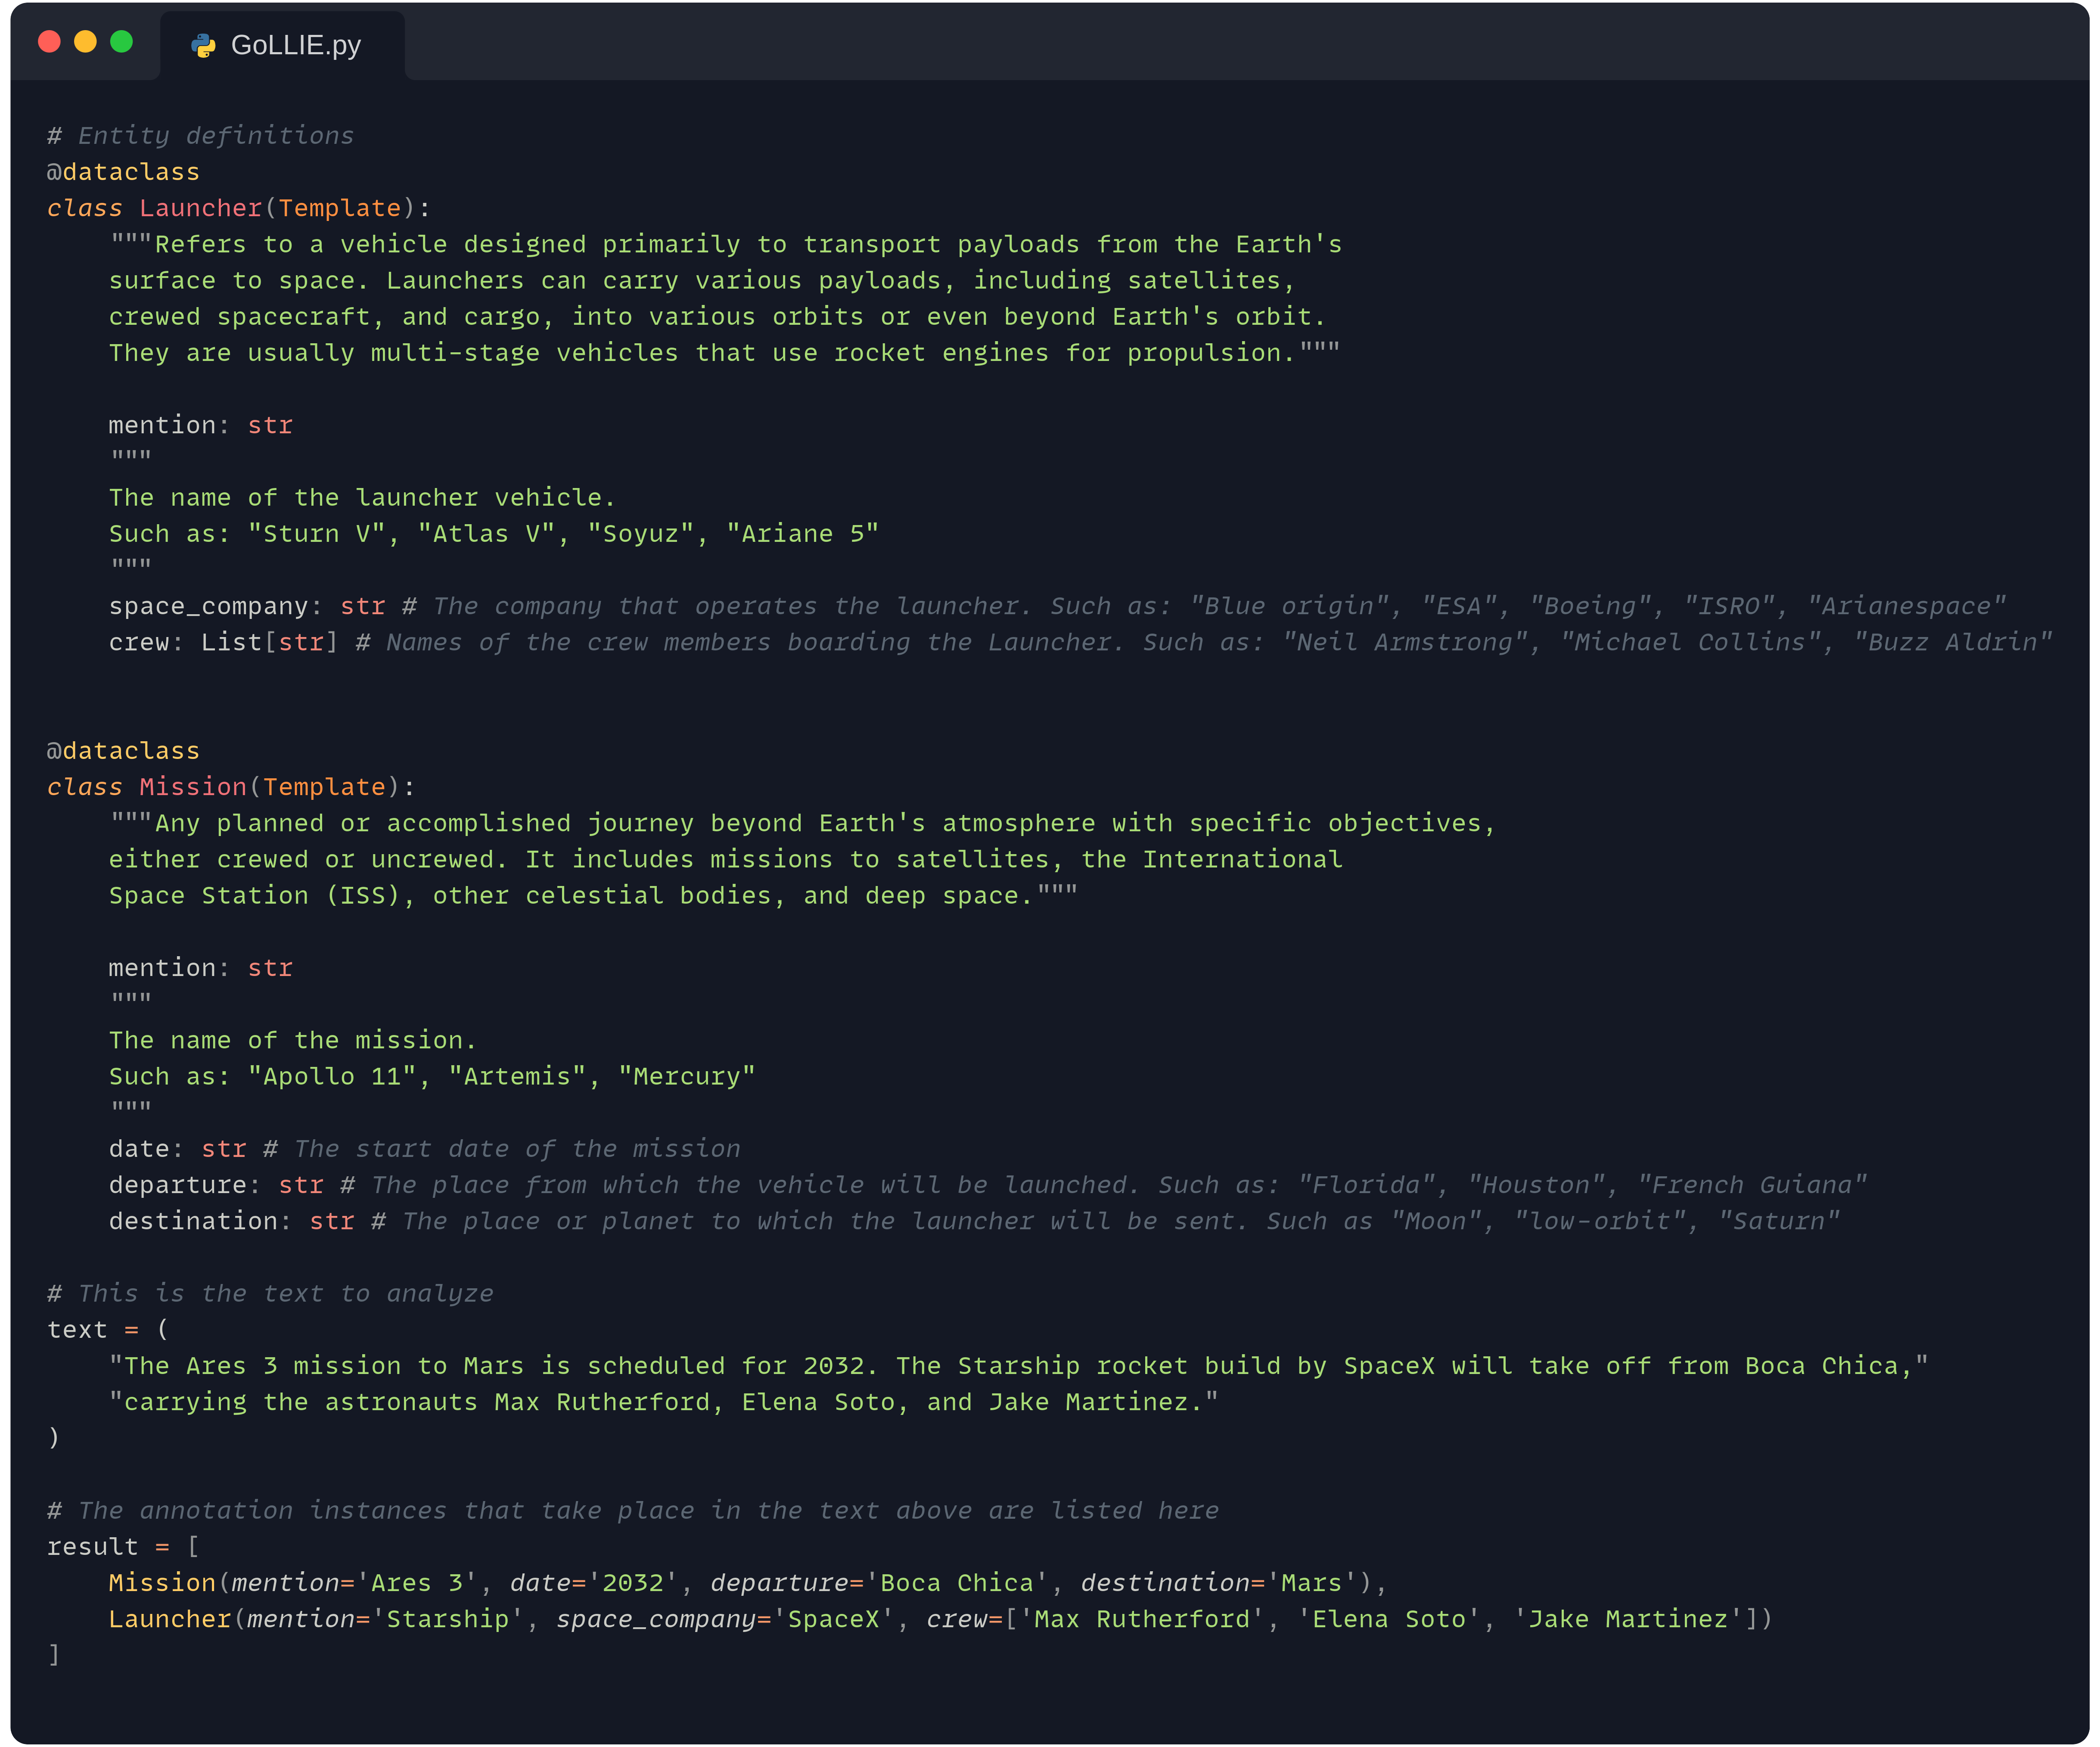 GoLLIE.py
# Entity definitions
@dataclass
class Launcher(Template):
    """Refers to a vehicle designed primarily to transport payloads from the Earth's
    surface to space. Launchers can carry various payloads, including satellites,
    crewed spacecraft, and cargo, into various orbits or even beyond Earth's orbit.
    They are usually multi-stage vehicles that use rocket engines for propulsion."""
    mention: str
    """
    The name of the launcher vehicle.
    Such as: "Sturn V", "Atlas V", "Soyuz", "Ariane 5"
    """
    space_company: str # The company that operates the launcher. Such as: "Blue origin", "ESA", "Boeing", "ISRO", "Arianespace"
    crew: List[str] # Names of the crew members boarding the Launcher. Such as: "Neil Armstrong", "Michael Collins", "Buzz Aldrin"
@dataclass
class Mission(Template):
    """Any planned or accomplished journey beyond Earth's atmosphere with specific objectives,
    either crewed or uncrewed. It includes missions to satellites, the International
    Space Station (ISS), other celestial bodies, and deep space."""
    mention: str
    """
    The name of the mission.
    Such as: "Apollo 11", "Artemis", "Mercury"
    """
    date: str # The start date of the mission
    departure: str # The place from which the vehicle will be launched. Such as: "Florida", "Houston", "French Guiana"
    destination: str # The place or planet to which the launcher will be sent. Such as "Moon", "low-orbit", "Saturn"
# This is the text to analyze
text = (
    "The Ares 3 mission to Mars is scheduled for 2032. The Starship rocket build by SpaceX will take off from Boca Chica,"
    "carrying the astronauts Max Rutherford, Elena Soto, and Jake Martinez."
)
# The annotation instances that take place in the text above are listed here
result = [
    Mission(mention='Ares 3', date='2032', departure='Boca Chica', destination='Mars'),
    Launcher(mention='Starship', space_company='SpaceX', crew=['Max Rutherford', 'Elena Soto', 'Jake Martinez'])
]